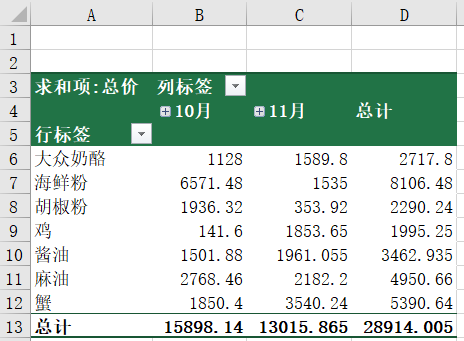 A B C D
1
2
3 求和项:总价 列标签
4 10月 11月 总计
5 行标签
6 大众奶酪 1128 1589.8 2717.8
7 海鲜粉 6571.48 1535 8106.48
8 胡椒粉 1936.32 353.92 2290.24
9 鸡 141.6 1853.65 1995.25
10 酱油 1501.88 1961.055 3462.935
11 麻油 2768.46 2182.2 4950.66
12 蟹 1850.4 3540.24 5390.64
13 总计 15898.14 13015.865 28914.005